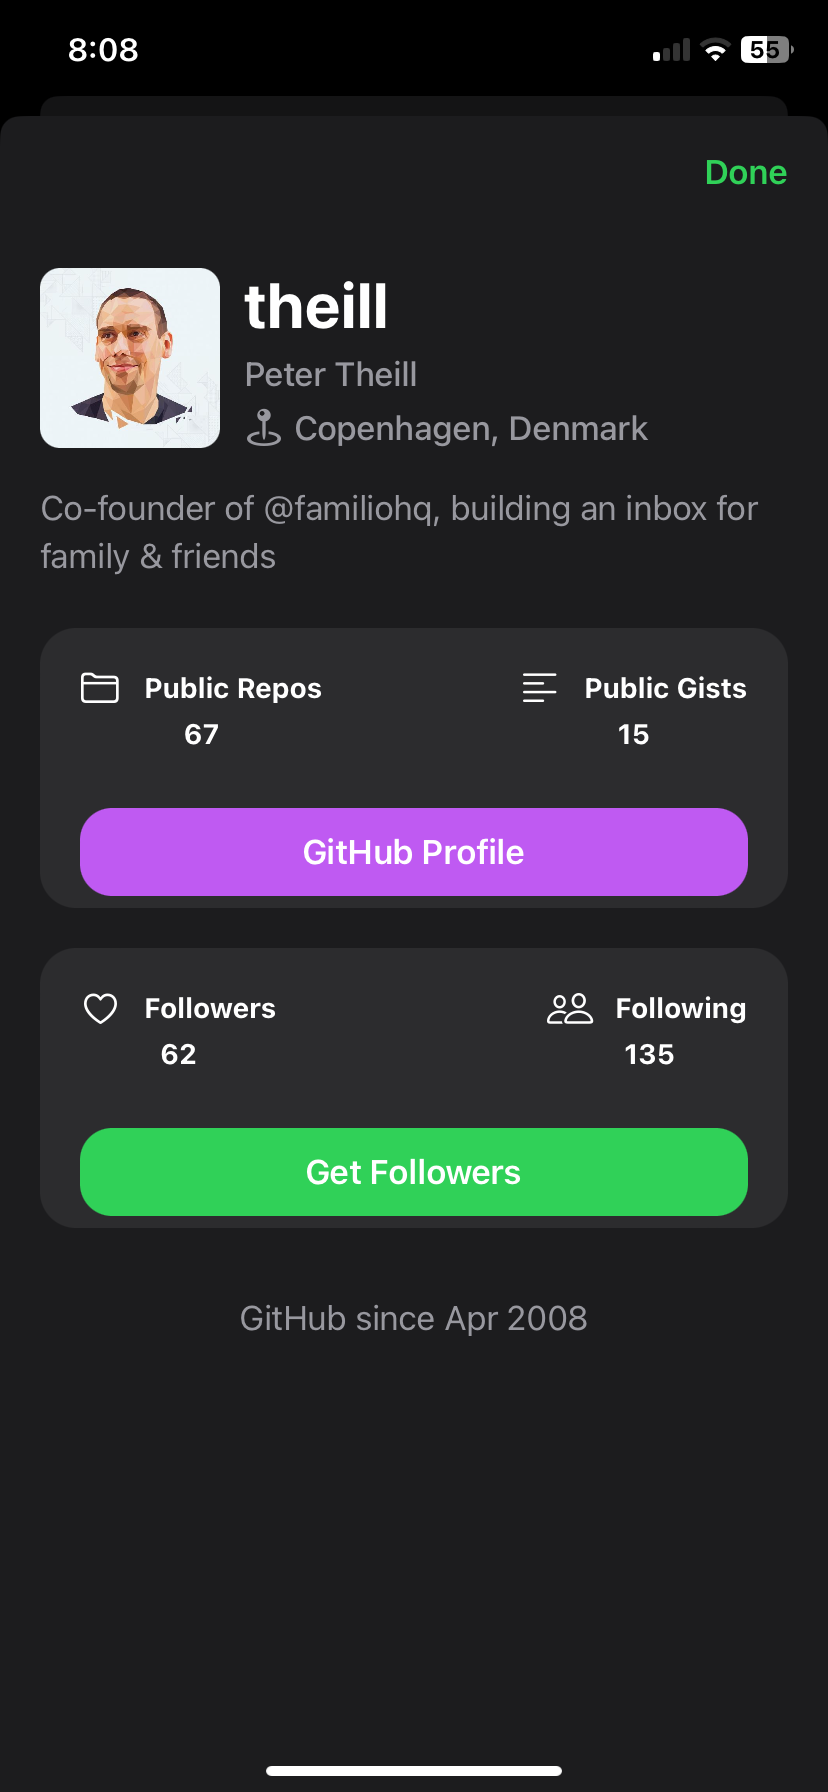 8:08
55
Done
theill
Peter Theill
Copenhagen, Denmark
Co-founder of @familiohq, building an inbox for
family & friends
Public Repos
67
Public Gists
15
GitHub Profile
Followers
62
Following
135
Get Followers
GitHub since Apr 2008